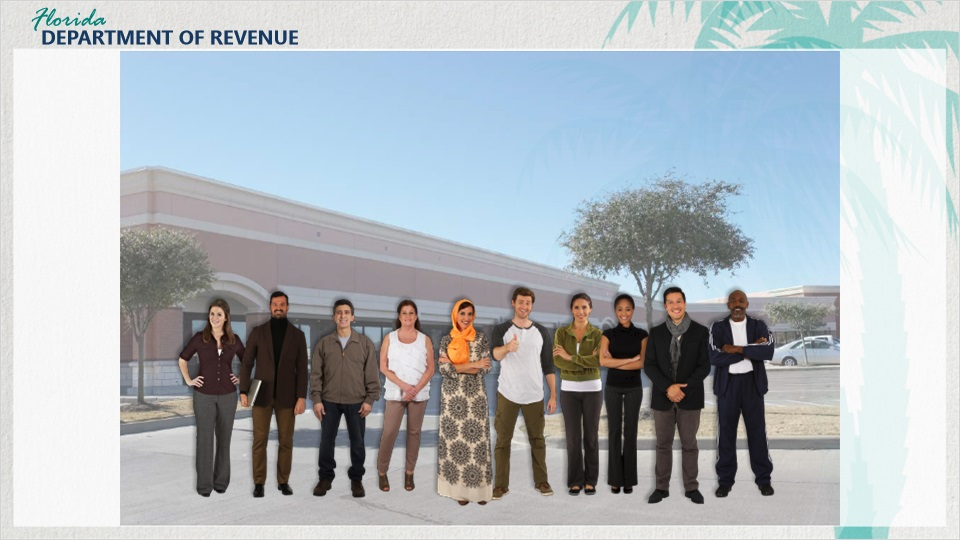 Florida
DEPARTMENT OF REVENUE